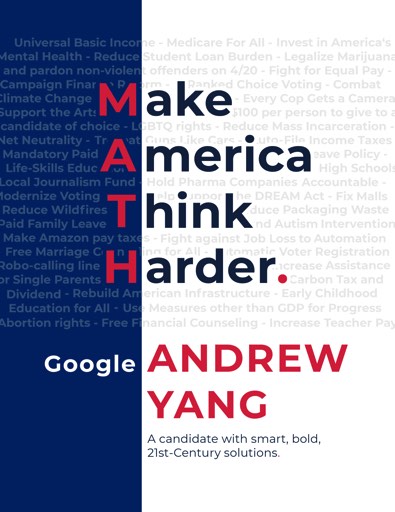 Universal Basic Income - Medicare For All - Invest in America's
Mental Health - Reduce Student Loan Burden - Legalize Marijuana
and pardon non-violent offenders on 4/20 - Fight for Equal Pay -
Campaign Ranked Choice Voting - Combat
Climate Change - Every Cop Gets a Camera
Support the Arts $100 per person to give to a
candidate of choice - LGBTQ rights - Reduce Mass Incarceration -
Net Neutrality - Guns Like Cars - Auto-File Income Taxes
Mandatory Paid Policy -
Life-Skills High Schools
Local Journalism Fund - Hold Pharma Companies Accountable -
Modernize Voting the DREAM Act - Fix
Reduce Wildfires Packaging Waste
Paid Family Leave Autism Intervention
Make Amazon pay taxes - Fight against Job Loss to Automation
Free Marriage for All - Automatic Voter Registration
Robo-calling line Increase Assistance
for Single Parents Carbon Tax and
Dividend - Rebuild American Infrastructure - Early Childhood
Education for All - Use Measures other than GDP for Progress
Abortion rights - Free Financial Counseling - Increase Teacher Pay
Make
America
Think
Harder.
Google ANDREW
YANG
A candidate with smart, bold,
21st-Century solutions.